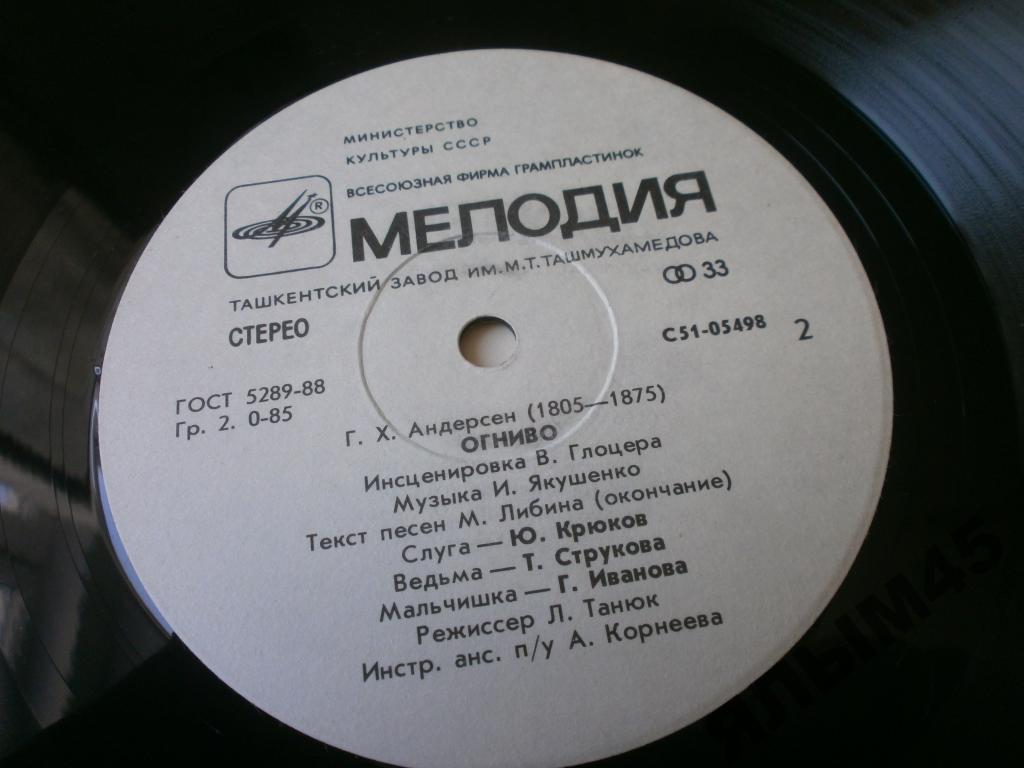 МИНИСТЕРСТВО
КУЛЬТУРЫ СССР
ВСЕСОЮЗНАЯ ФИРМА ГРАМПЛАСТИНОК
®
МЕЛОДИЯ
ТАШКЕНТСКИЙ ЗАВОД ИМ.М.Т.ТАШМУХАМЕДОВА
СТЕРЕО
33
С51-05498 2
ГОСТ 5289-88
Гр. 2. 0-85
Г. Х. Андерсен (1805—1875)
ОГНИВО
Инсценировка В. Глоцера
Музыка И. Якушенко
Текст песен М. Либина (окончание)
Слуга — Ю. Крюков
Ведьма — Т. Струкова
Мальчишка — Г. Иванова
Режиссер Л. Танюк
Инстр. анс. п/у А. Корнеева
ЯЛЫМ45